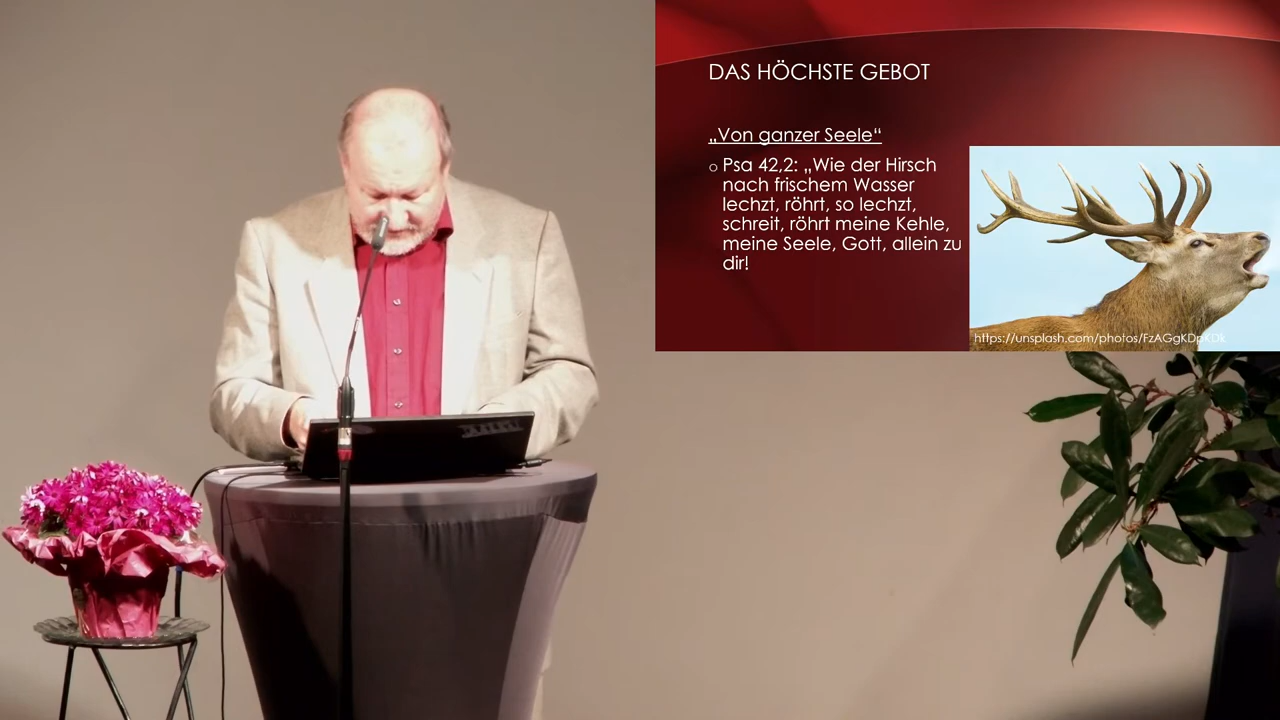 DAS HÖCHSTE GEBOT
„Von ganzer Seele“
Psa 42,2: „Wie der Hirsch
nach frischem Wasser
lechzt, röhrt, so lechzt,
schreit, röhrt meine Kehle,
meine Seele, Gott, allein zu
dir!
https://unsplash.com/photos/FzAGgKDpKDk